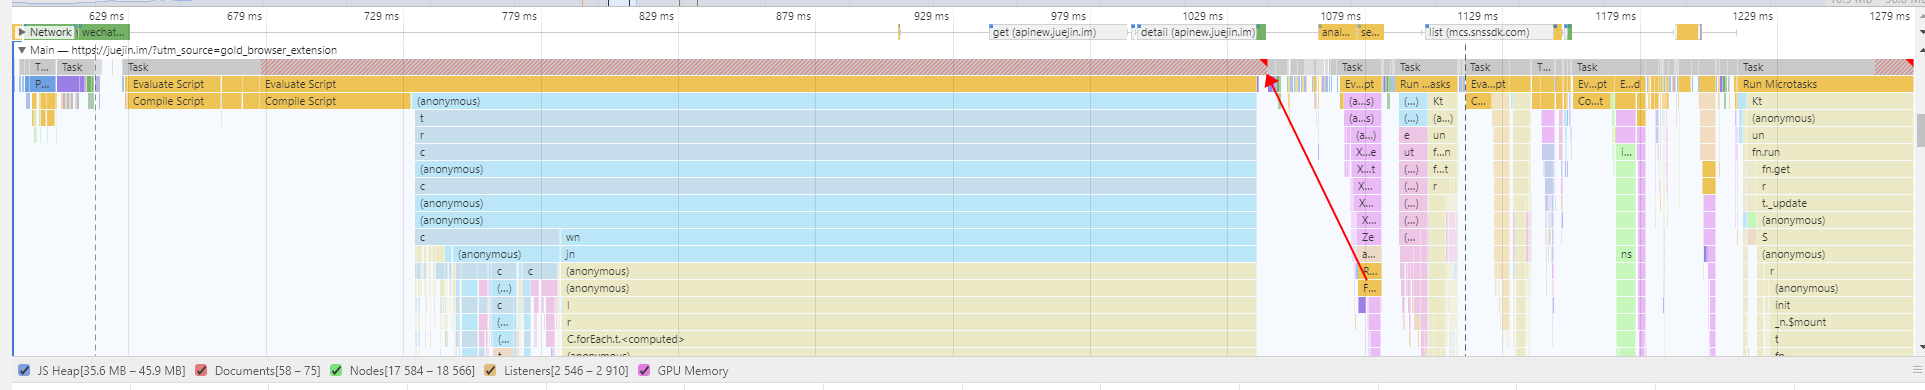 629 ms 679 ms 729 ms 779 ms 829 ms 879 ms 929 ms 979 ms 1029 ms 1079 ms 1129 ms 1179 ms 1229 ms 1279 ms
Network wechat... get (apinew.juejin.im) detail (apinew.juejin.im) anal... se... list (mcs.snssdk.com)
Main — https://juejin.im/?utm_source=gold_browser_extension
T... Task Task Task Task Task T... Task Task
P... Evaluate Script Evaluate Script Ev...pt Run ...asks Eva...pt Ev...pt E...d Run Microtasks
Compile Script Compile Script (anonymous) (a...s) (...) Kt C... Co...t Kt
t (a...s) (...) (a...) (anonymous)
r (a...) e un un
c X...e ut f...n i... fn.run
(anonymous) X...t (...) f...t fn.get
c X... (...) r r
(anonymous) X... (...) t._update
(anonymous) X... (...) (anonymous)
c wn Ze (... S
(anonymous) jn a... ns (anonymous)
c c (anonymous) R... r
(...) (anonymous) F... (anonymous)
c l init
(... r _n.$mount
(... C.forEach.t.<computed> t
t (anonymous) fn
JS Heap[35.6 MB – 45.9 MB] Documents[58 – 75] Nodes[17 584 – 18 566] Listeners[2 546 – 2 910] GPU Memory